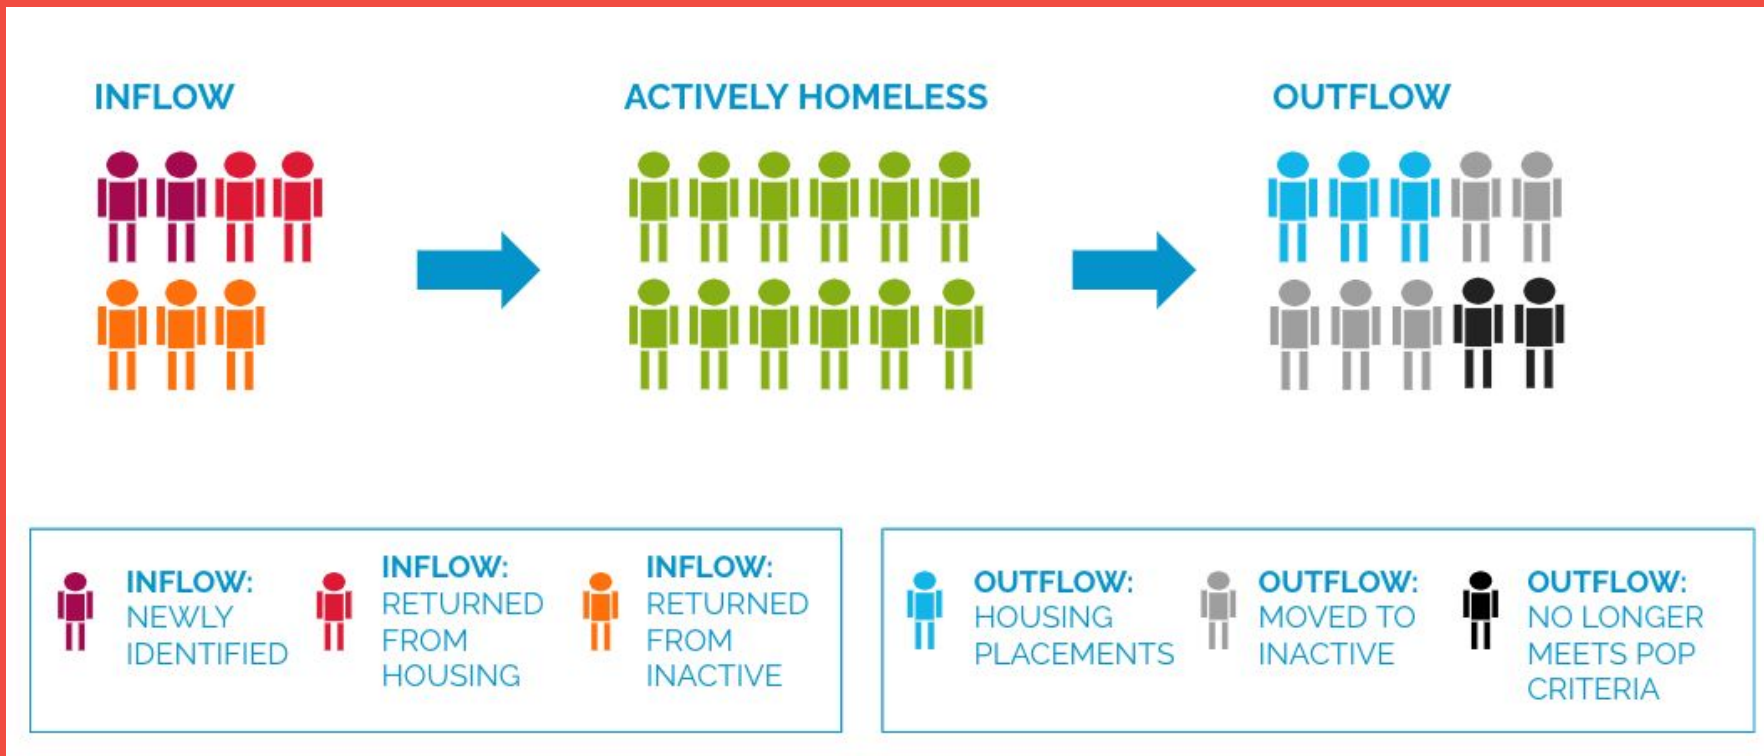 INFLOW
ACTIVELY HOMELESS
OUTFLOW
INFLOW:
NEWLY
IDENTIFIED
INFLOW:
RETURNED
FROM
HOUSING
INFLOW:
RETURNED
FROM
INACTIVE
OUTFLOW:
HOUSING
PLACEMENTS
OUTFLOW:
MOVED TO
INACTIVE
OUTFLOW:
NO LONGER
MEETS POP
CRITERIA